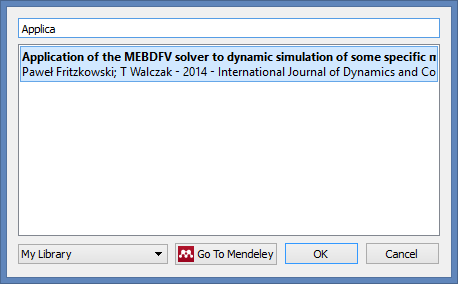 Applica
Application of the MEBDFV solver to dynamic simulation of some specific m
Paweł Fritzkowski; T Walczak - 2014 - International Journal of Dynamics and Co
My Library
Go To Mendeley
OK
Cancel